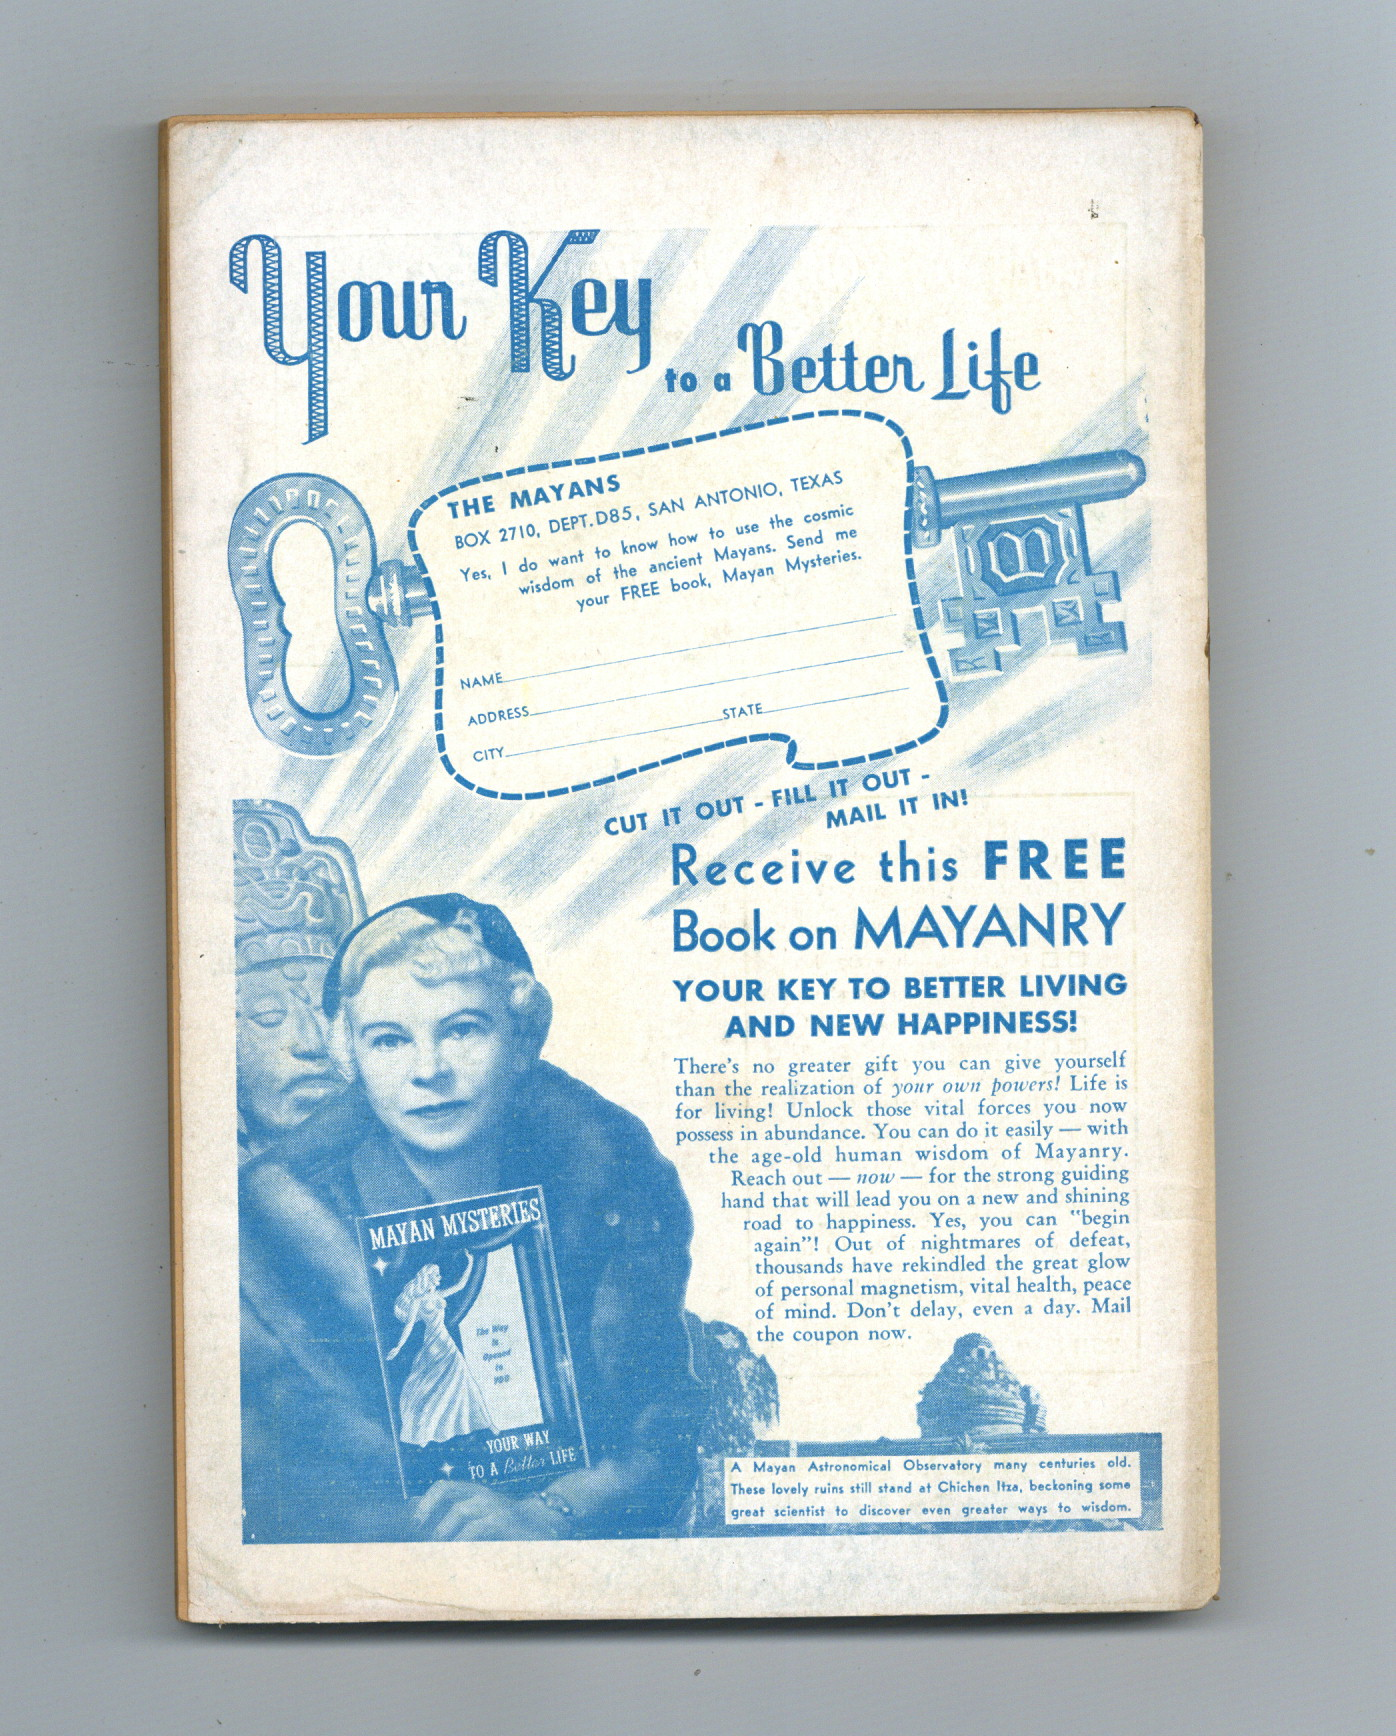 Your Key
to a Better Life
THE MAYANS
BOX 2710, DEPT.D85, SAN ANTONIO, TEXAS
Yes, I do want to know how to use the cosmic
wisdom of the ancient Mayans. Send me
your FREE book, Mayan Mysteries.
NAME
ADDRESS
CITY STATE
CUT IT OUT - FILL IT OUT -
MAIL IT IN!
Receive this FREE
Book on MAYANRY
YOUR KEY TO BETTER LIVING
AND NEW HAPPINESS!
There's no greater gift you can give yourself
than the realization of your own powers! Life is
for living! Unlock those vital forces you now
possess in abundance. You can do it easily — with
the age-old human wisdom of Mayanry.
Reach out — now — for the strong guiding
hand that will lead you on a new and shining
road to happiness. Yes, you can "begin
again"! Out of nightmares of defeat,
thousands have rekindled the great glow
of personal magnetism, vital health, peace
of mind. Don't delay, even a day. Mail
the coupon now.
MAYAN MYSTERIES
The Way
is
Opened
to
YOU
YOUR WAY
TO A Better LIFE
A Mayan Astronomical Observatory many centuries old.
These lovely ruins still stand at Chichen Itza, beckoning some
great scientist to discover even greater ways to wisdom.